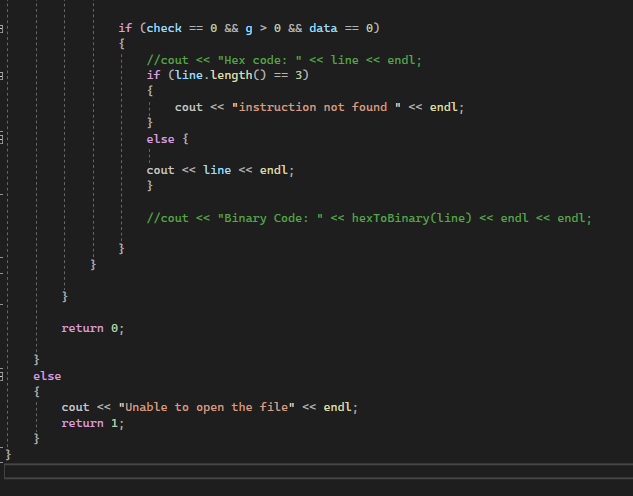 if (check == 0 && g > 0 && data == 0)
{
//cout << "Hex code: " << line << endl;
if (line.length() == 3)
{
cout << "instruction not found " << endl;
}
else {
cout << line << endl;
}
//cout << "Binary Code: " << hexToBinary(line) << endl << endl;
}
}
}
return 0;
}
else
{
cout << "Unable to open the file" << endl;
return 1;
}
}